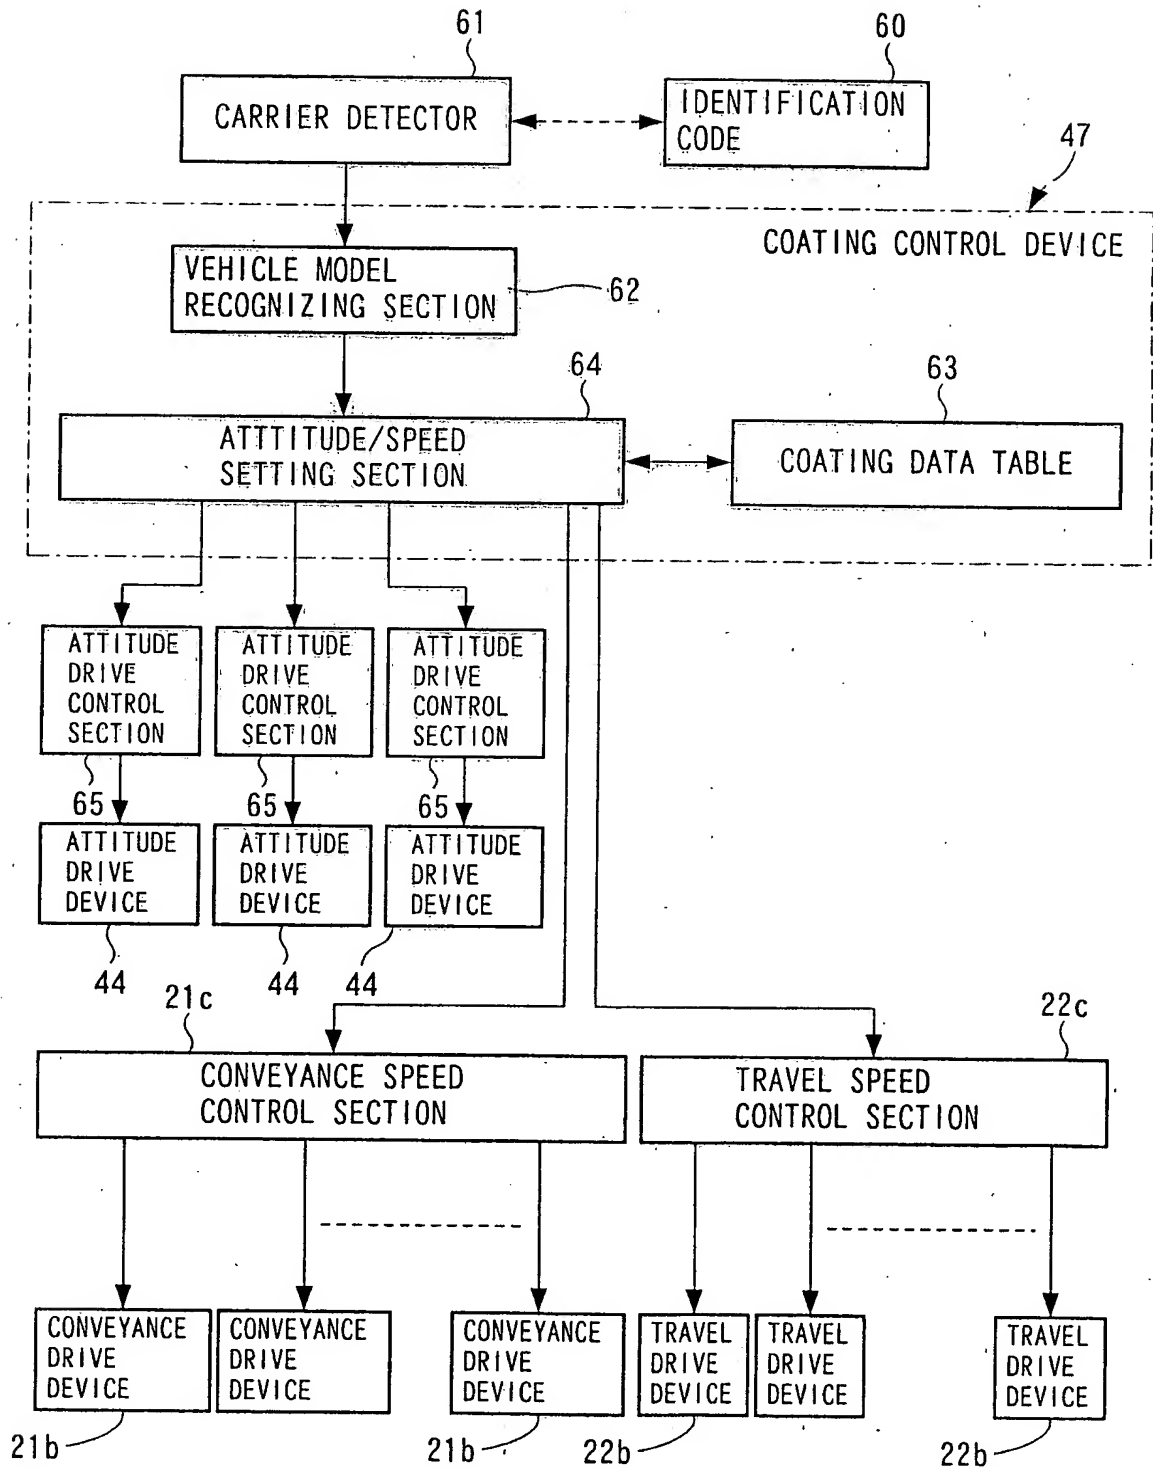 61
60
CARRIER DETECTOR
IDENTIFICATION
CODE
47
COATING CONTROL DEVICE
VEHICLE MODEL
RECOGNIZING SECTION
62
64
63
ATTTITUDE/SPEED
SETTING SECTION
COATING DATA TABLE
ATTITUDE
DRIVE
CONTROL
SECTION
ATTITUDE
DRIVE
CONTROL
SECTION
ATTITUDE
DRIVE
CONTROL
SECTION
65
65
65
ATTITUDE
DRIVE
DEVICE
ATTITUDE
DRIVE
DEVICE
ATTITUDE
DRIVE
DEVICE
44
44
44
21c
22c
CONVEYANCE SPEED
CONTROL SECTION
TRAVEL SPEED
CONTROL SECTION
CONVEYANCE
DRIVE
DEVICE
CONVEYANCE
DRIVE
DEVICE
CONVEYANCE
DRIVE
DEVICE
TRAVEL
DRIVE
DEVICE
TRAVEL
DRIVE
DEVICE
TRAVEL
DRIVE
DEVICE
21b
21b
22b
22b